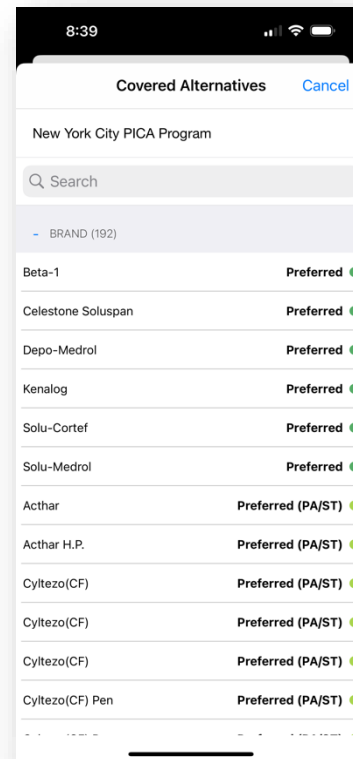 8:39
Covered Alternatives Cancel
New York City PICA Program
Search
- BRAND (192)
Beta-1 Preferred
Celestone Soluspan Preferred
Depo-Medrol Preferred
Kenalog Preferred
Solu-Cortef Preferred
Solu-Medrol Preferred
Acthar Preferred (PA/ST)
Acthar H.P. Preferred (PA/ST)
Cyltezo(CF) Preferred (PA/ST)
Cyltezo(CF) Preferred (PA/ST)
Cyltezo(CF) Preferred (PA/ST)
Cyltezo(CF) Pen Preferred (PA/ST)